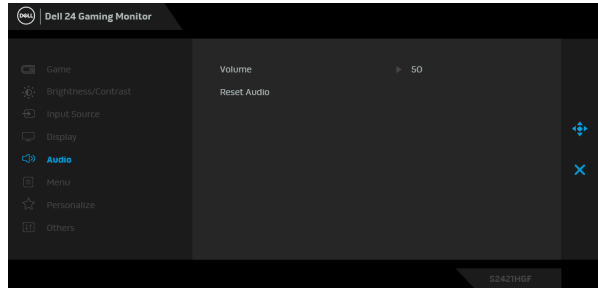 DELL Dell 24 Gaming Monitor
Game
Brightness/Contrast
Input Source
Display
Audio
Menu
Personalize
Others
Volume 50
Reset Audio
S2421HGF